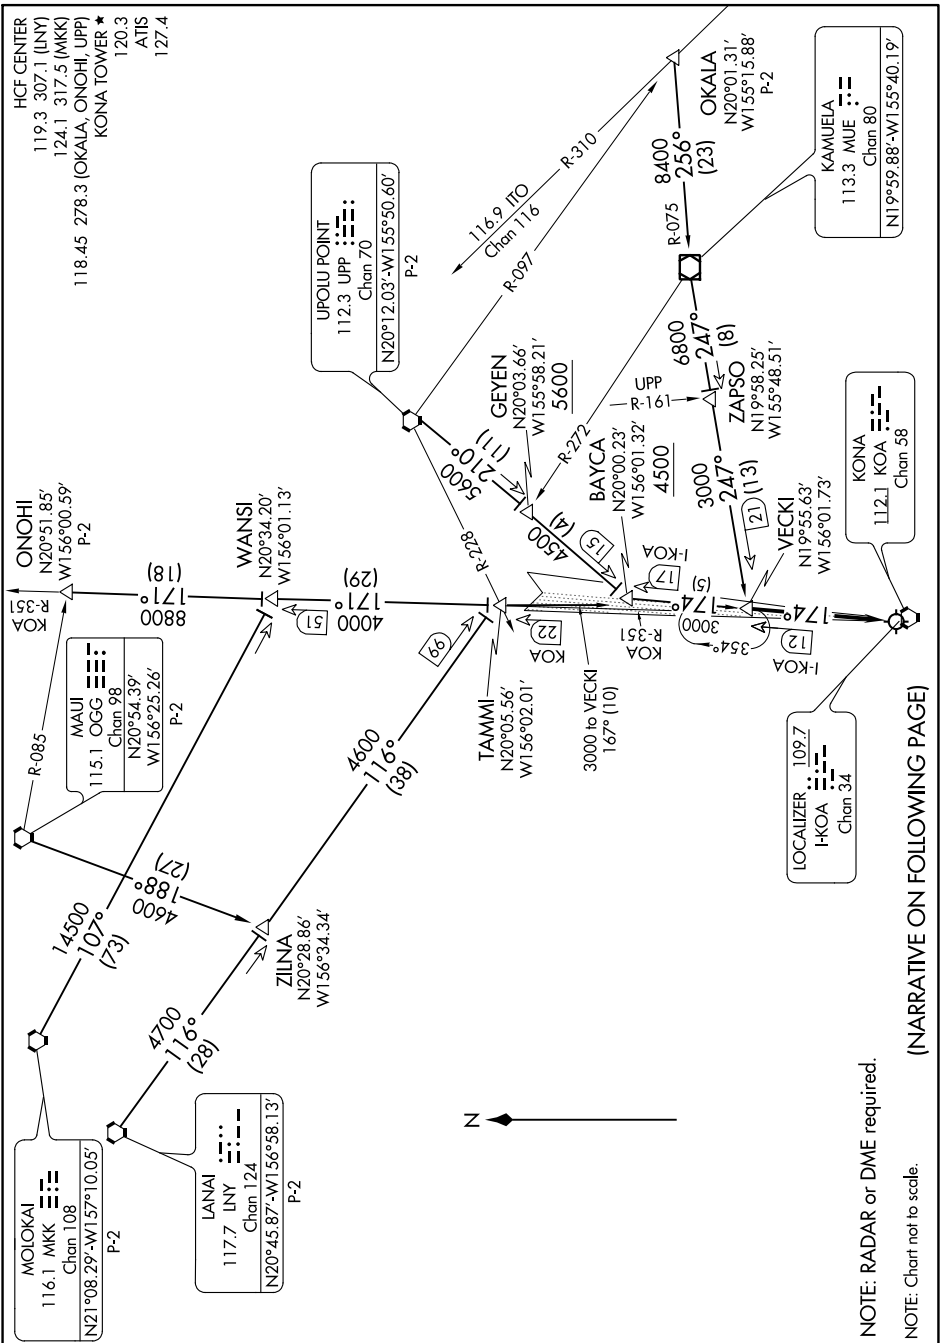 HCF CENTER
119.3 307.1 (LNY)
124.1 317.5 (MKK)
118.45 278.3 (OKALA, ONOHI, UPP)
KONA TOWER ★
120.3
ATIS
127.4
MOLOKAI
116.1 MKK
Chan 108
N21°08.29'-W157°10.05'
P-2
14500
107°
(73)
LANAI
117.7 LNY
Chan 124
N20°45.87'-W156°58.13'
P-2
4700
116°
(28)
MAUI
115.1 OGG
Chan 98
N20°54.39'
W156°25.26'
P-2
R-085
4600
188°
(27)
ZILNA
N20°28.86'
W156°34.34'
4600
116°
(38)
66
ONOHI
N20°51.85'
W156°00.59'
P-2
KOA
R-351
8800
171°
(18)
WANSI
N20°34.20'
W156°01.13'
51
4000
171°
(29)
TAMMI
N20°05.56'
W156°02.01'
22
KOA
3000 to VECKI
167° (10)
KOA
R-351
UPOLU POINT
112.3 UPP
Chan 70
N20°12.03'-W155°50.60'
P-2
R-228
5600
210°
(11)
GEYEN
N20°03.66'
W155°58.21'
5600
4500
(4)
15
BAYCA
N20°00.23'
W156°01.32'
4500
17
I-KOA
174°
(5)
3000
354°
R-097
116.9 ITO
Chan 116
R-310
OKALA
N20°01.31'
W155°15.88'
P-2
8400
256°
(23)
R-075
KAMUELA
113.3 MUE
Chan 80
N19°59.88'-W155°40.19'
R-272
6800
247°
(8)
UPP
R-161
ZAPSO
N19°58.25'
W155°48.51'
3000
247°
(13)
21
VECKI
N19°55.63'
W156°01.73'
12
I-KOA
174°
KONA
112.1 KOA
Chan 58
LOCALIZER 109.7
I-KOA
Chan 34
N
NOTE: RADAR or DME required.
NOTE: Chart not to scale.
(NARRATIVE ON FOLLOWING PAGE)